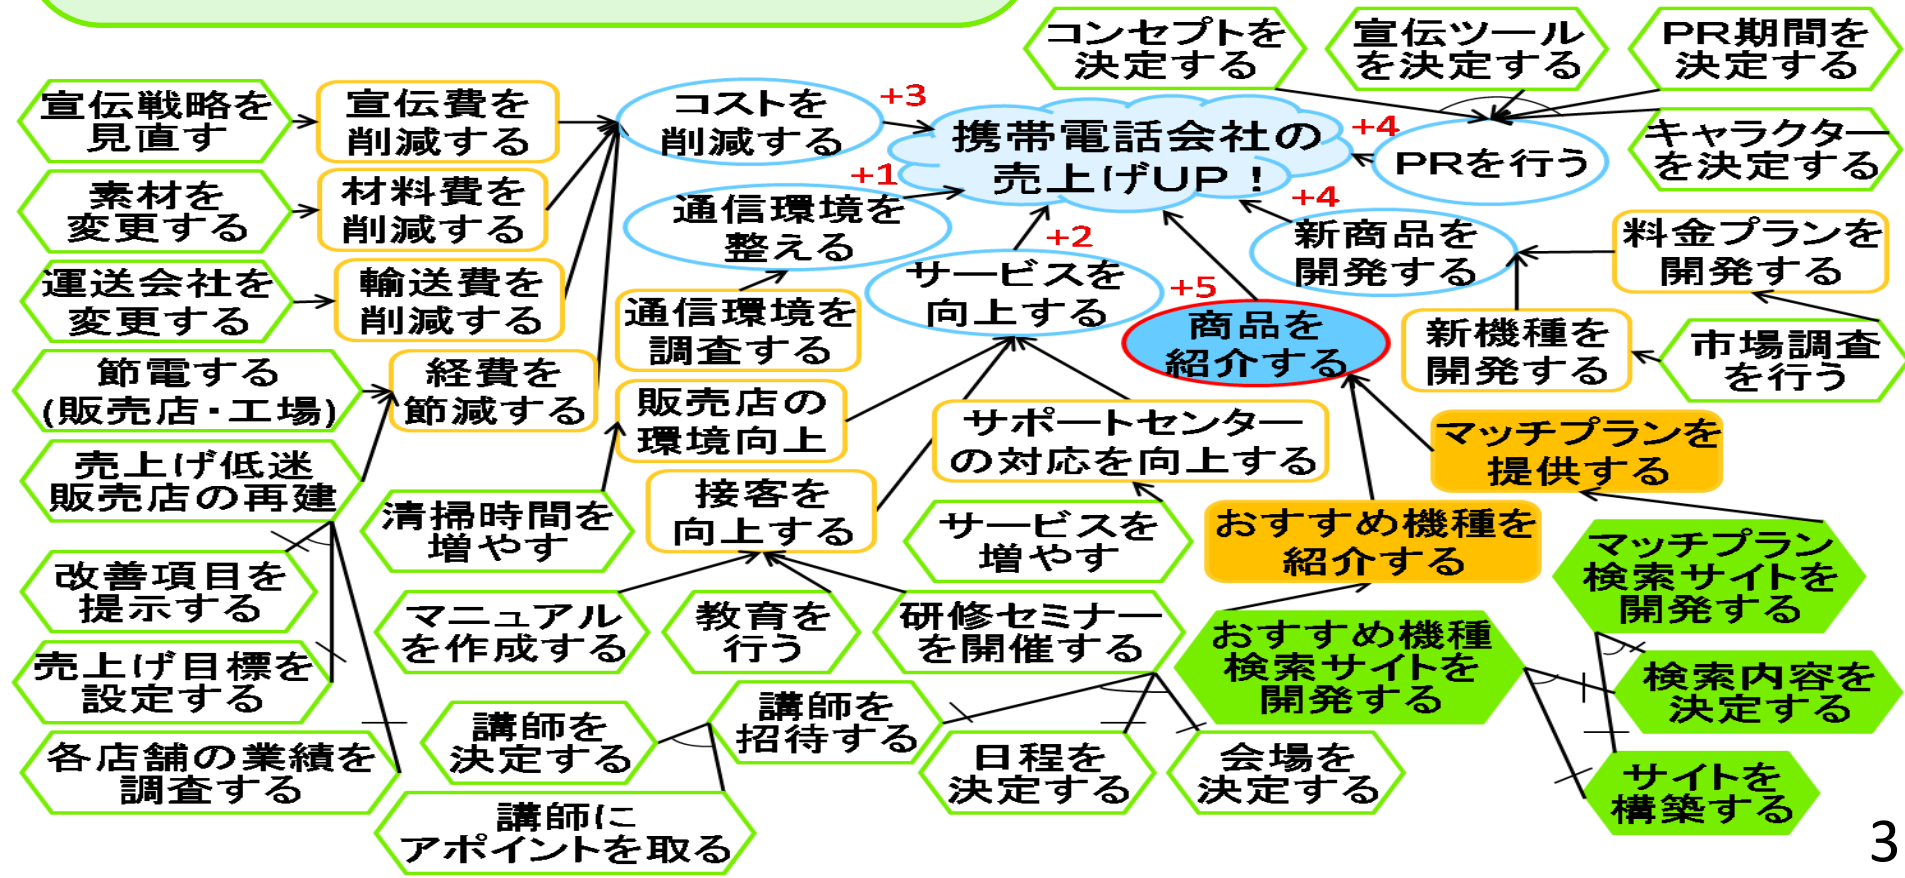 コンセプトを
決定する
宣伝ツール
を決定する
PR期間を
決定する
宣伝戦略を
見直す
宣伝費を
削減する
コストを
削減する
+3
携帯電話会社の
売上げUP！
+4
PRを行う
キャラクター
を決定する
素材を
変更する
材料費を
削減する
+1
通信環境を
整える
+2
サービスを
向上する
+4
新商品を
開発する
料金プランを
開発する
運送会社を
変更する
輸送費を
削減する
通信環境を
調査する
+5
商品を
紹介する
新機種を
開発する
市場調査
を行う
節電する
(販売店・工場)
経費を
節減する
販売店の
環境向上
サポートセンター
の対応を向上する
マッチプランを
提供する
売上げ低迷
販売店の再建
清掃時間を
増やす
接客を
向上する
サービスを
増やす
おすすめ機種を
紹介する
マッチプラン
検索サイトを
開発する
改善項目を
提示する
マニュアル
を作成する
教育を
行う
研修セミナー
を開催する
おすすめ機種
検索サイトを
開発する
売上げ目標を
設定する
講師を
決定する
講師を
招待する
検索内容を
決定する
各店舗の業績を
調査する
日程を
決定する
会場を
決定する
サイトを
構築する
講師に
アポイントを取る
3